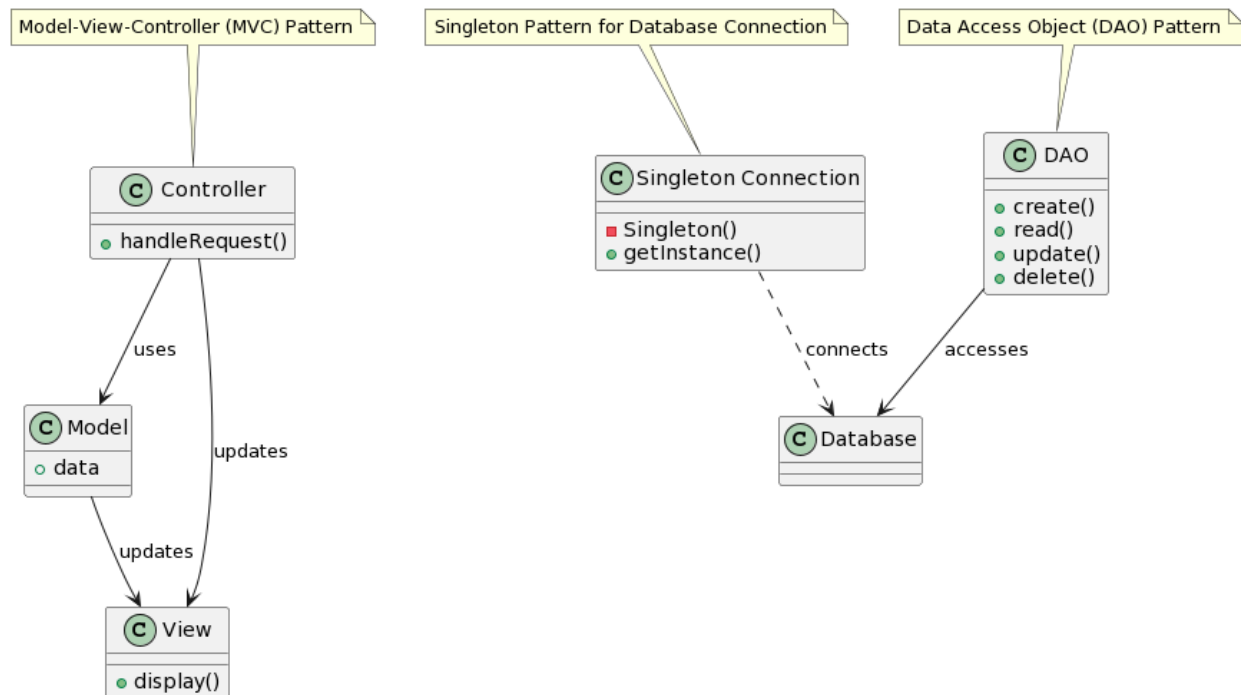 Model-View-Controller (MVC) Pattern
Singleton Pattern for Database Connection
Data Access Object (DAO) Pattern
C Controller
handleRequest()
C Singleton Connection
Singleton()
getInstance()
C DAO
create()
read()
update()
delete()
uses
updates
connects
accesses
C Model
data
C Database
updates
C View
display()